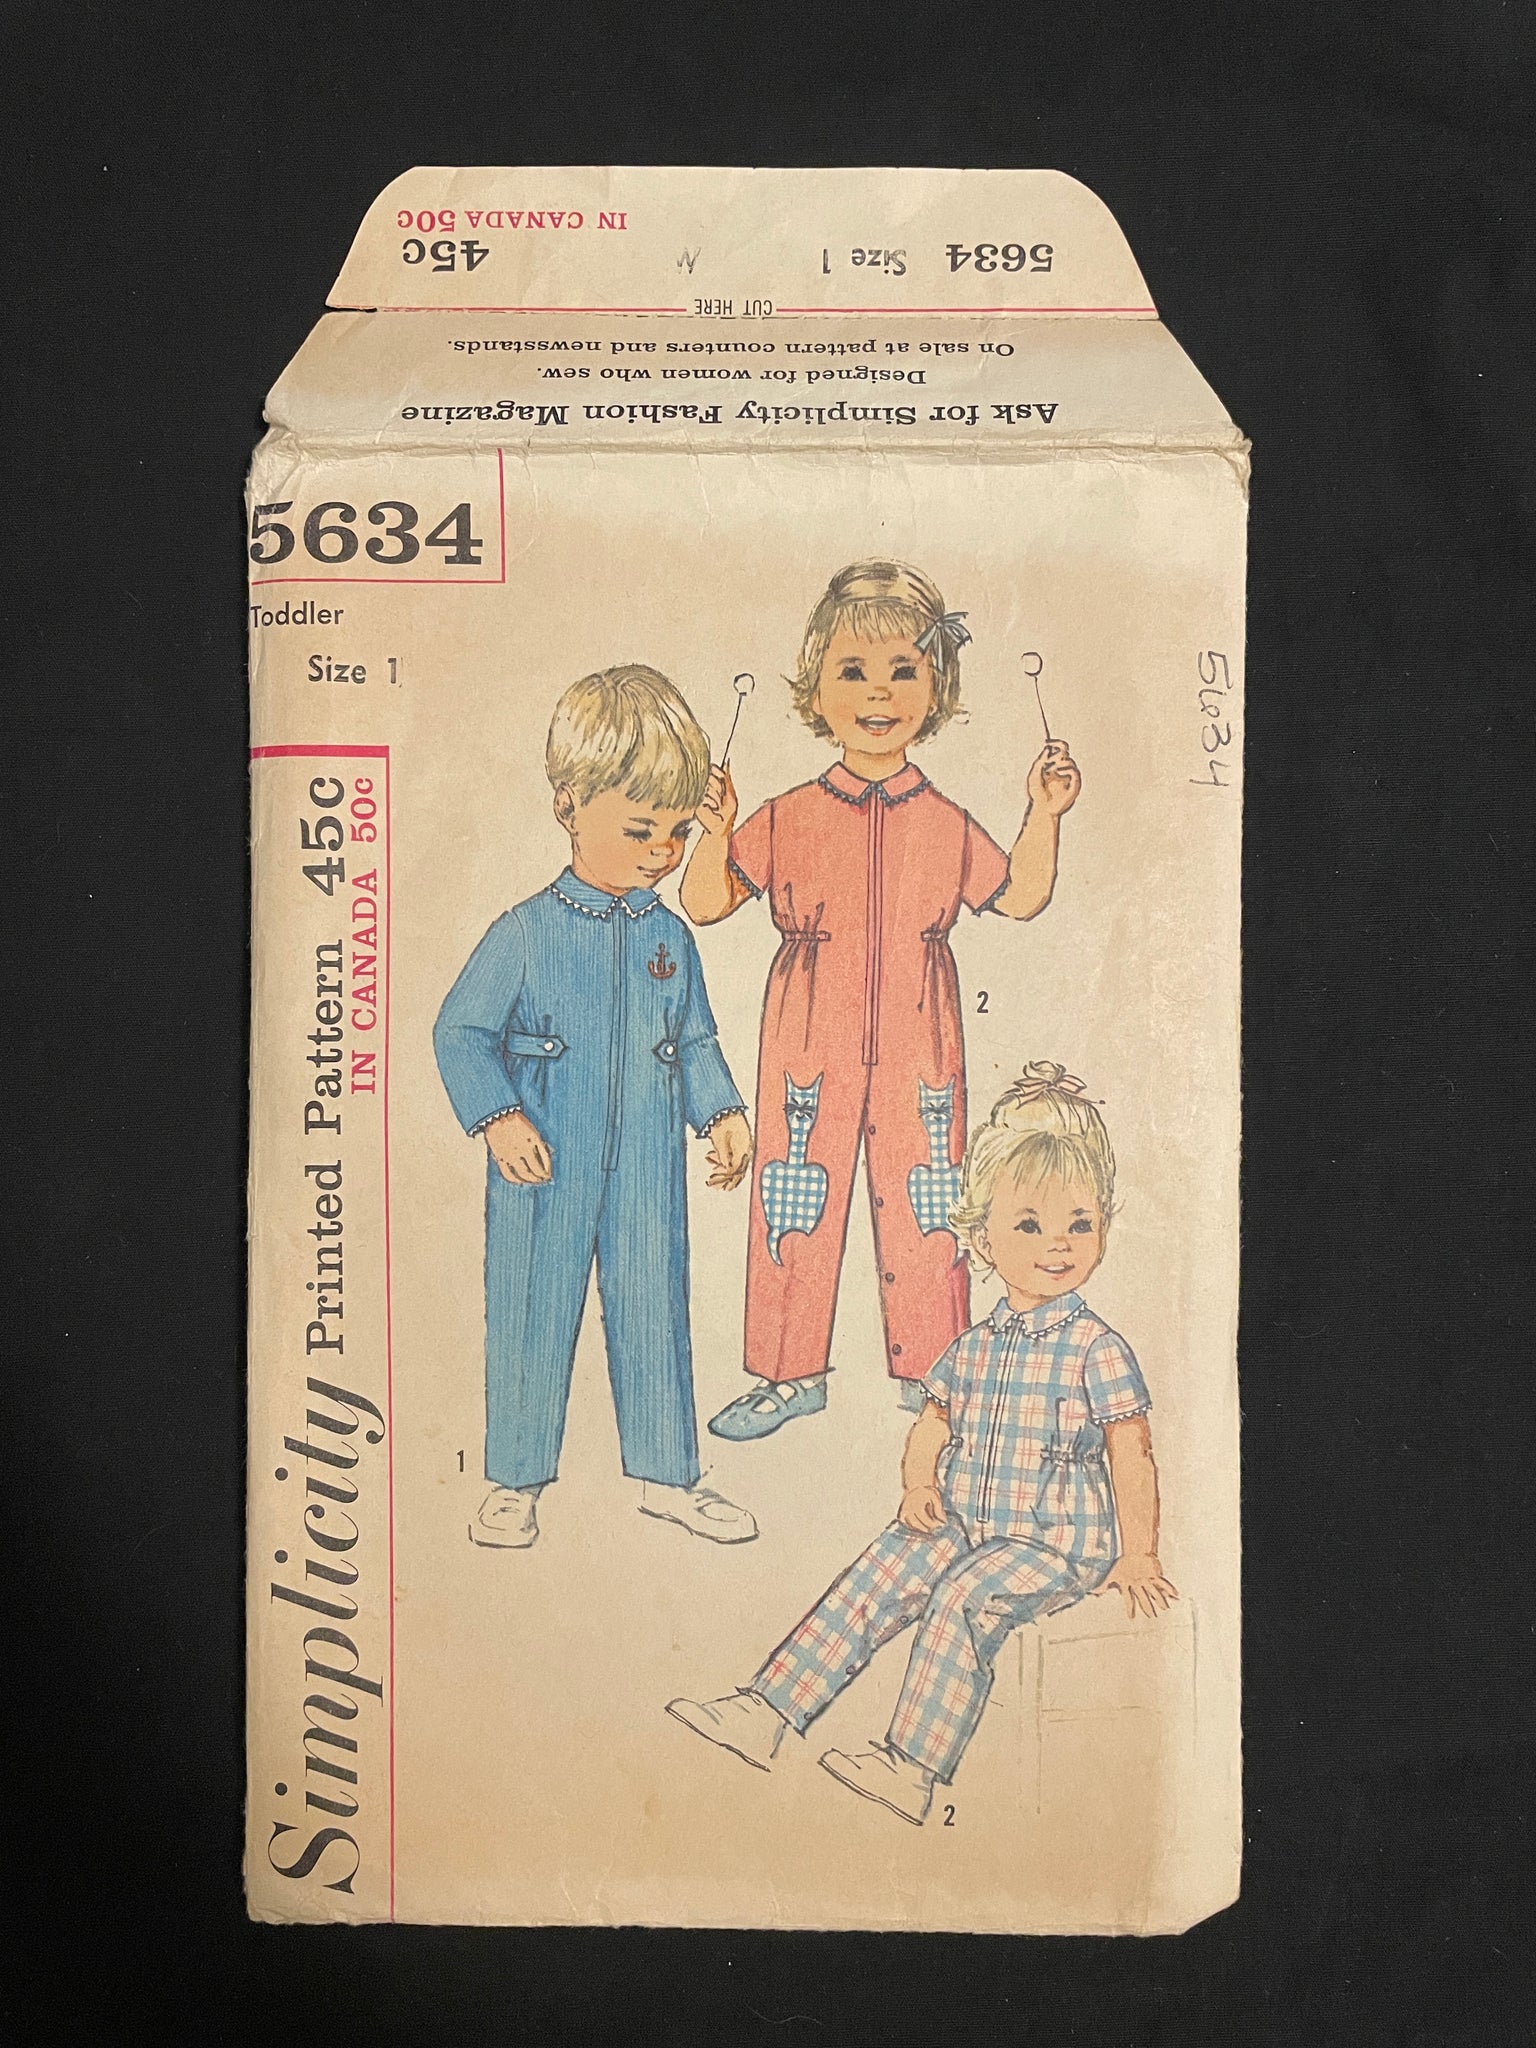 IN CANADA 50c
5634 Size 1 N 45c
CUT HERE
On sale at pattern counters and newsstands.
Designed for women who sew.
Ask for Simplicity Fashion Magazine
5634
Toddler
Size 1
5634
Simplicity Printed Pattern 45c
IN CANADA 50c
2
1
2